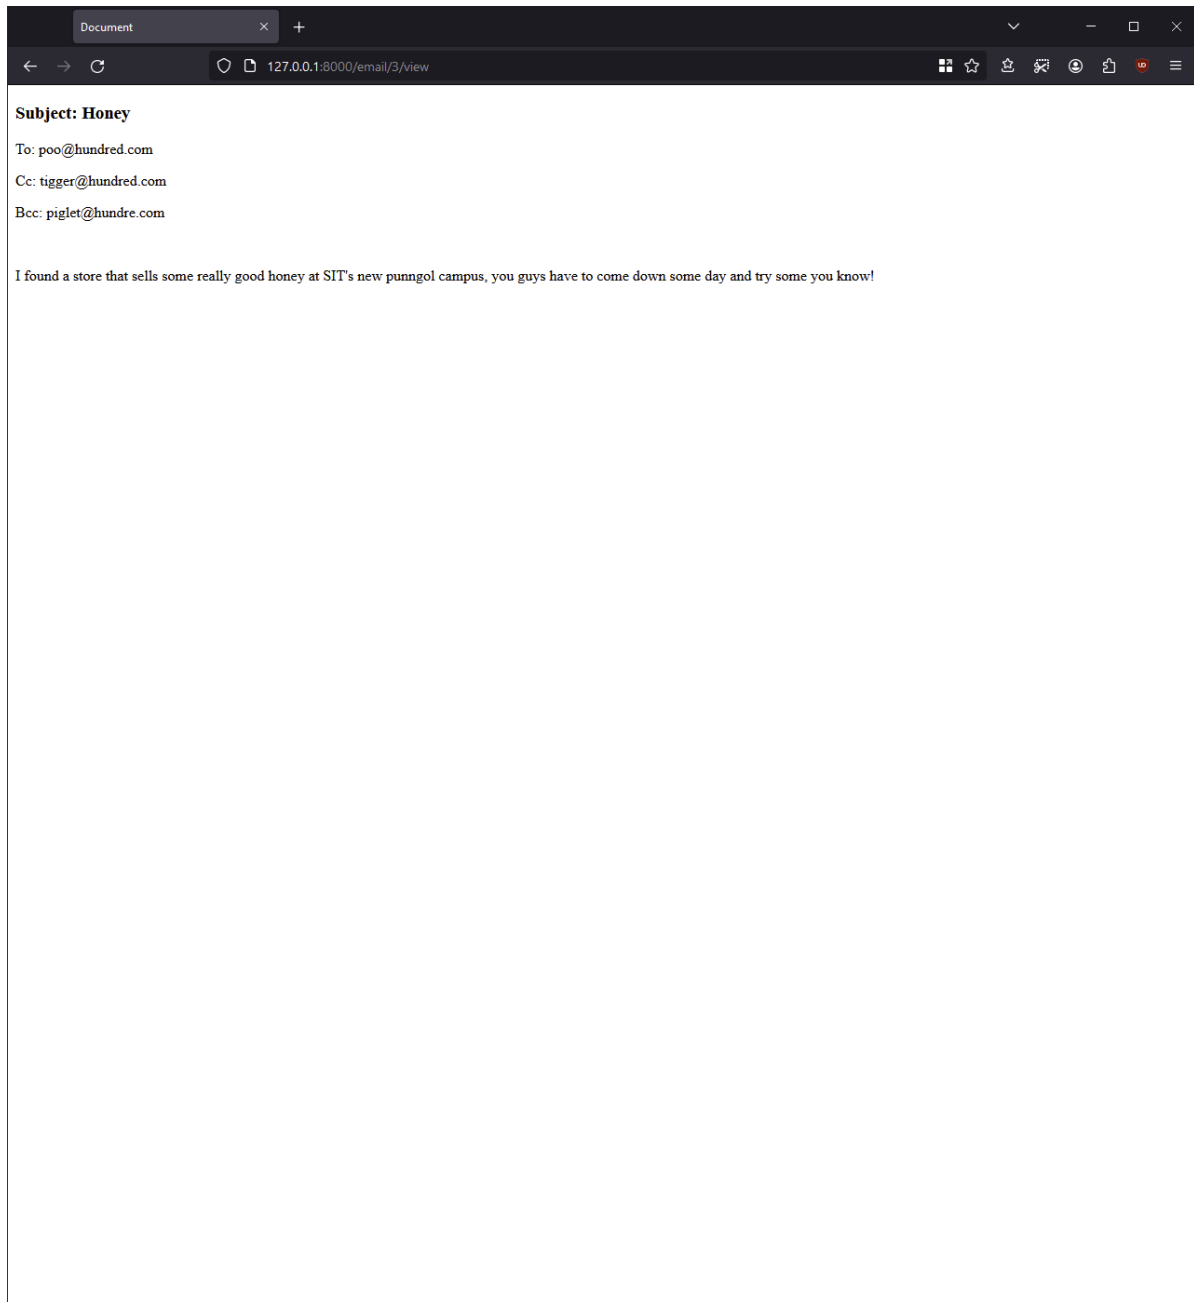 Document
127.0.0.1:8000/email/3/view
Subject: Honey
To: poo@hundred.com
Cc: tigger@hundred.com
Bcc: piglet@hundre.com
I found a store that sells some really good honey at SIT's new punngol campus, you guys have to come down some day and try some you know!